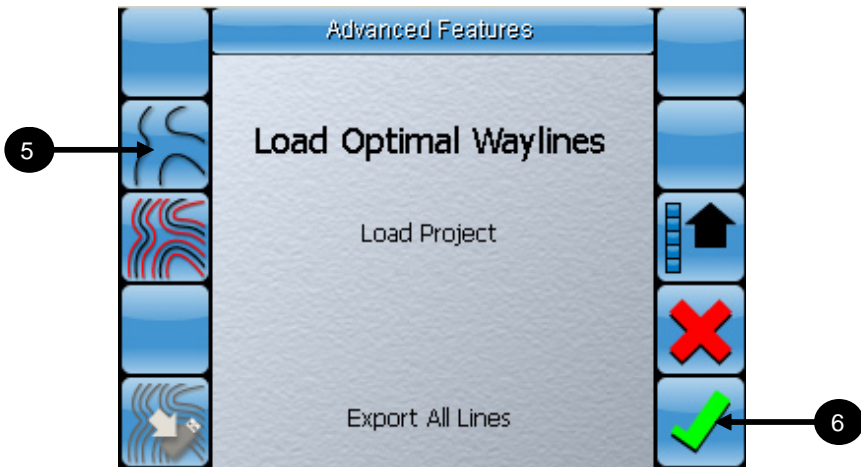 Advanced Features
5
Load Optimal Waylines
Load Project
Export All Lines
6